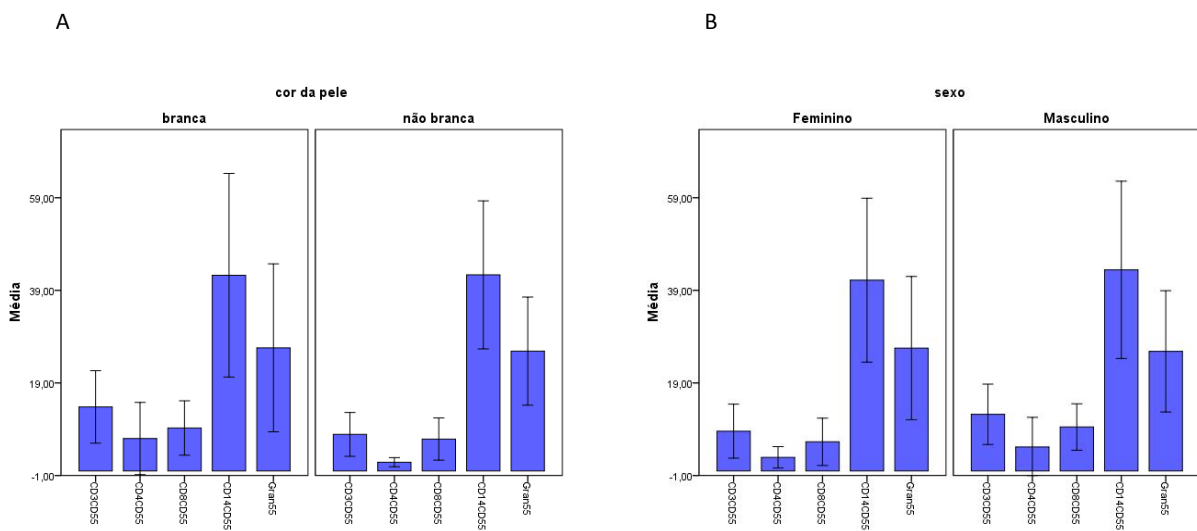 A
cor da pele
branca
não branca
Média
59,00
39,00
19,00
-1,00
CD3CD55
CD4CD55
CD8CD55
CD14CD55
Gran55
CD3CD55
CD4CD55
CD8CD55
CD14CD55
Gran55
B
sexo
Feminino
Masculino
Média
59,00
39,00
19,00
-1,00
CD3CD55
CD4CD55
CD8CD55
CD14CD55
Gran55
CD3CD55
CD4CD55
CD8CD55
CD14CD55
Gran55